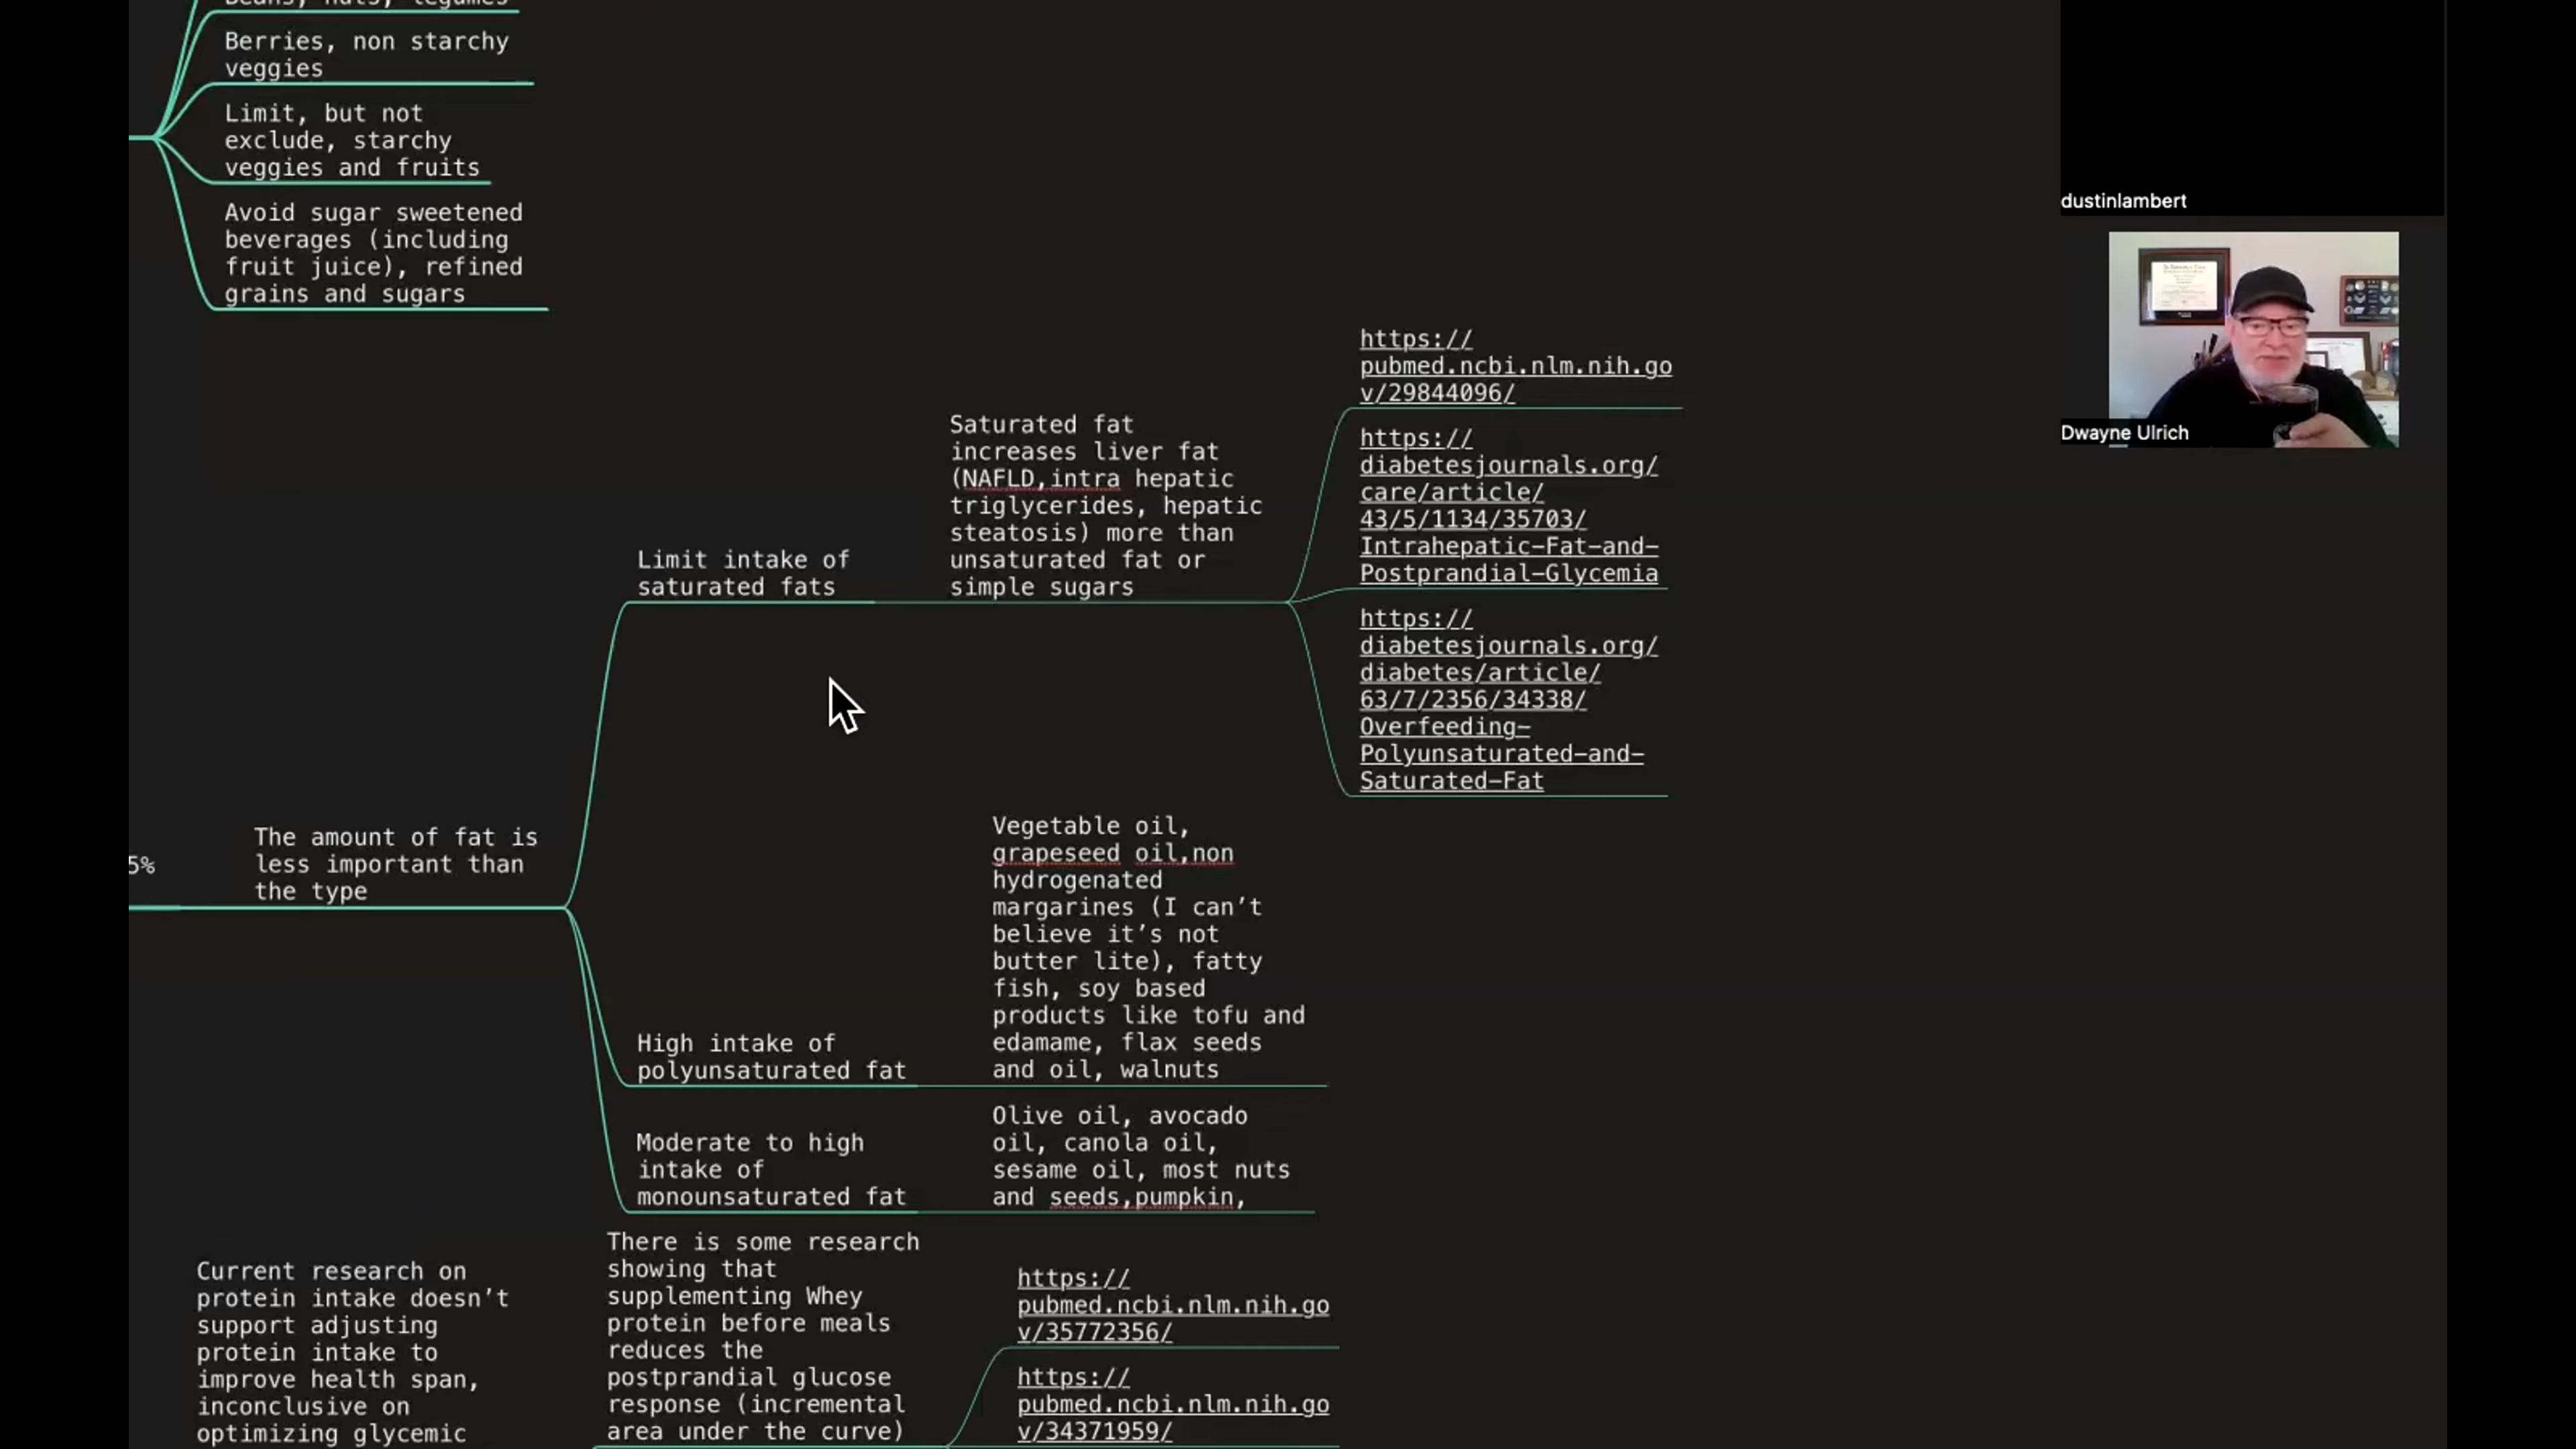 Beans, nuts, legumes
Berries, non starchy
veggies
Limit, but not
exclude, starchy
veggies and fruits
Avoid sugar sweetened
beverages (including
fruit juice), refined
grains and sugars
dustinlambert
Dwayne Ulrich
5%
The amount of fat is
less important than
the type
Limit intake of
saturated fats
Saturated fat
increases liver fat
(NAFLD,intra hepatic
triglycerides, hepatic
steatosis) more than
unsaturated fat or
simple sugars
https://
pubmed.ncbi.nlm.nih.go
v/29844096/
https://
diabetesjournals.org/
care/article/
43/5/1134/35703/
Intrahepatic-Fat-and-
Postprandial-Glycemia
https://
diabetesjournals.org/
diabetes/article/
63/7/2356/34338/
Overfeeding-
Polyunsaturated-and-
Saturated-Fat
High intake of
polyunsaturated fat
Vegetable oil,
grapeseed oil,non
hydrogenated
margarines (I can’t
believe it’s not
butter lite), fatty
fish, soy based
products like tofu and
edamame, flax seeds
and oil, walnuts
Moderate to high
intake of
monounsaturated fat
Olive oil, avocado
oil, canola oil,
sesame oil, most nuts
and seeds,pumpkin,
Current research on
protein intake doesn’t
support adjusting
protein intake to
improve health span,
inconclusive on
optimizing glycemic
There is some research
showing that
supplementing Whey
protein before meals
reduces the
postprandial glucose
response (incremental
area under the curve)
https://
pubmed.ncbi.nlm.nih.go
v/35772356/
https://
pubmed.ncbi.nlm.nih.go
v/34371959/